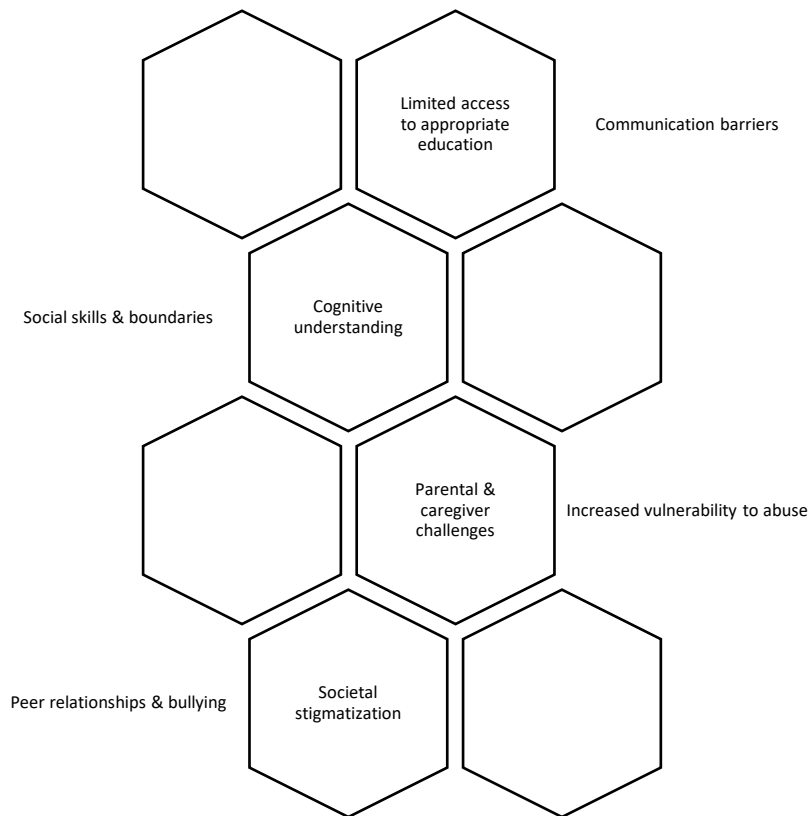 Limited access
to appropriate
education
Communication barriers
Social skills & boundaries
Cognitive
understanding
Parental &
caregiver
challenges
Increased vulnerability to abuse
Peer relationships & bullying
Societal
stigmatization